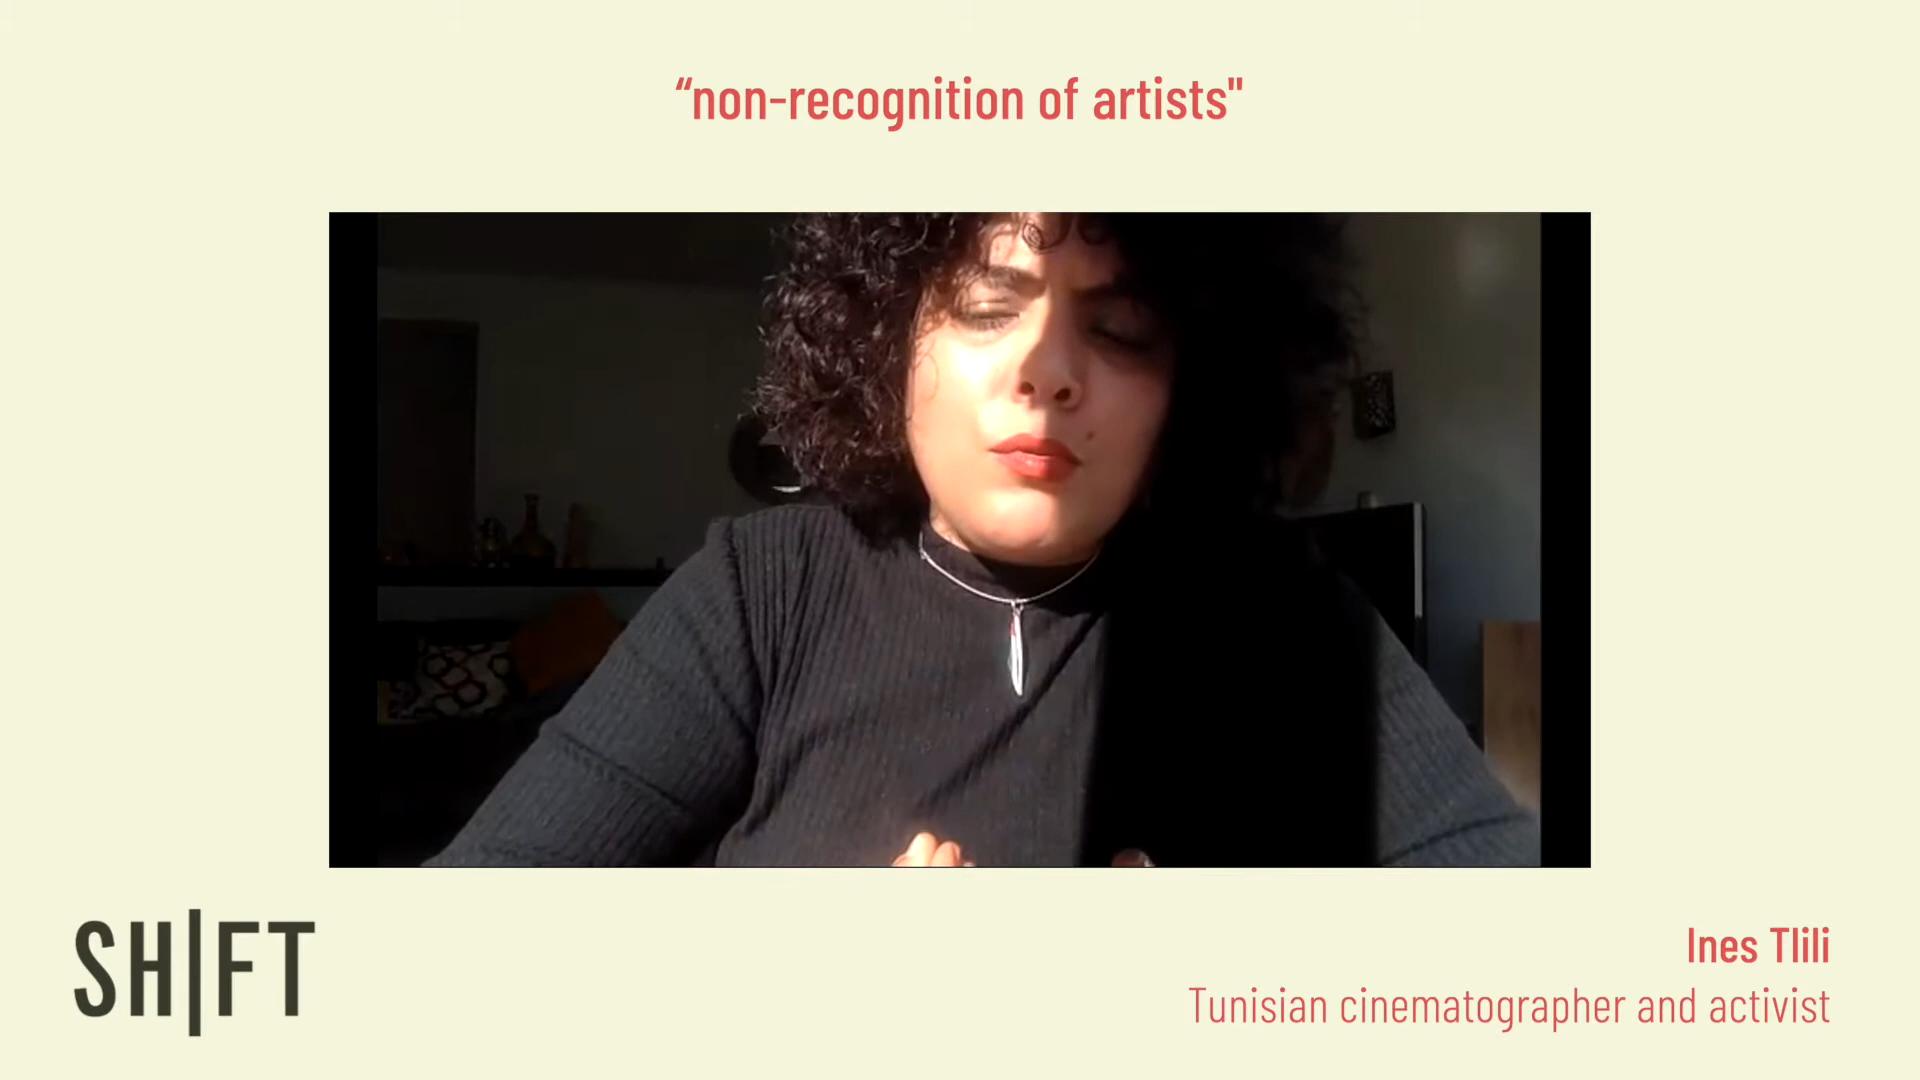 “non-recognition of artists"
SH|FT
Ines Tlili
Tunisian cinematographer and activist